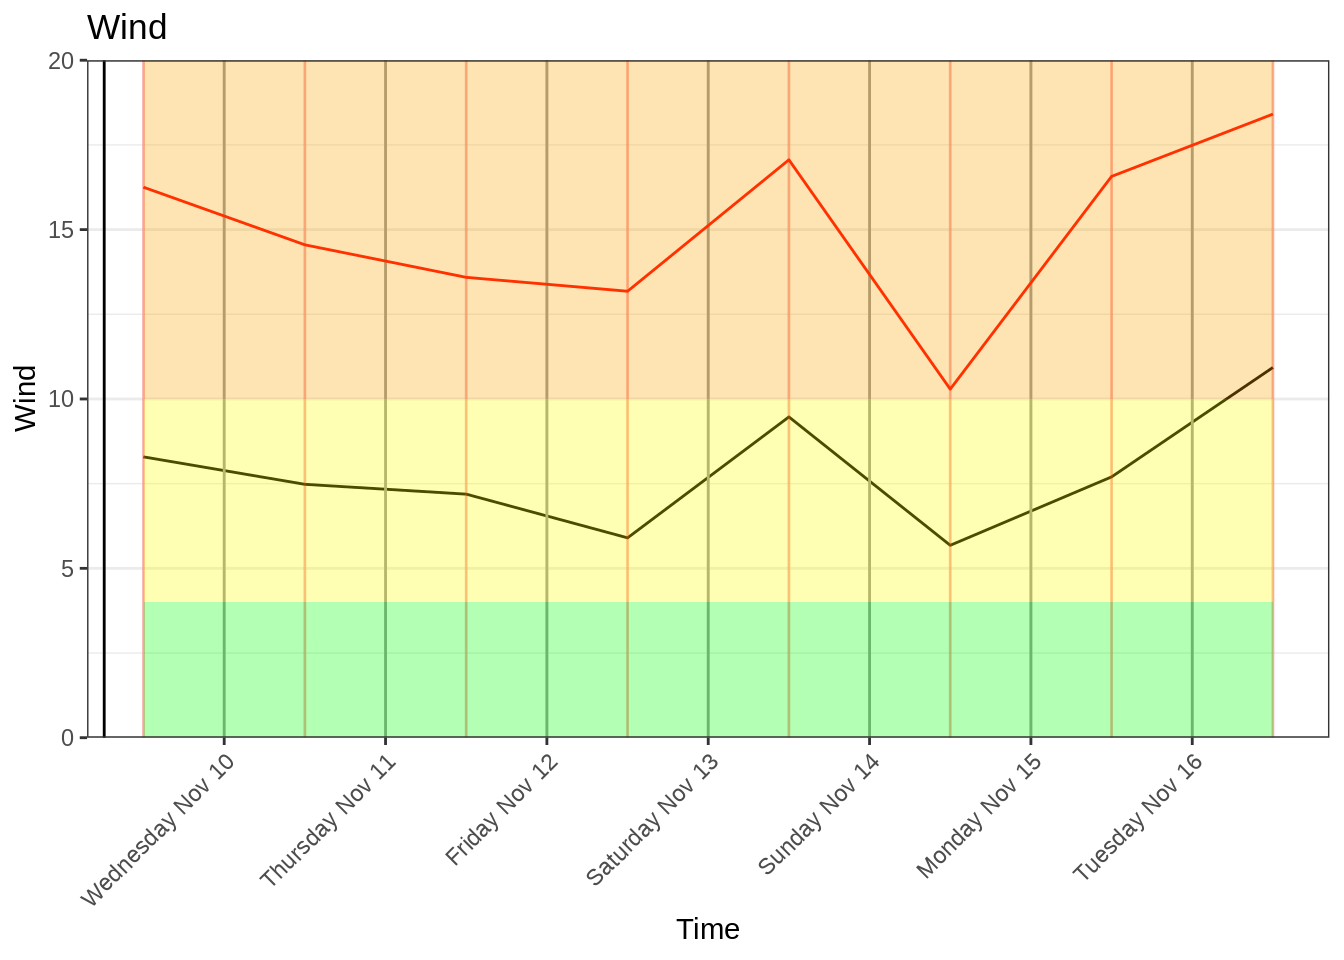 Wind
20
15
10
5
0
Wind
Wednesday Nov 10
Thursday Nov 11
Friday Nov 12
Saturday Nov 13
Sunday Nov 14
Monday Nov 15
Tuesday Nov 16
Time